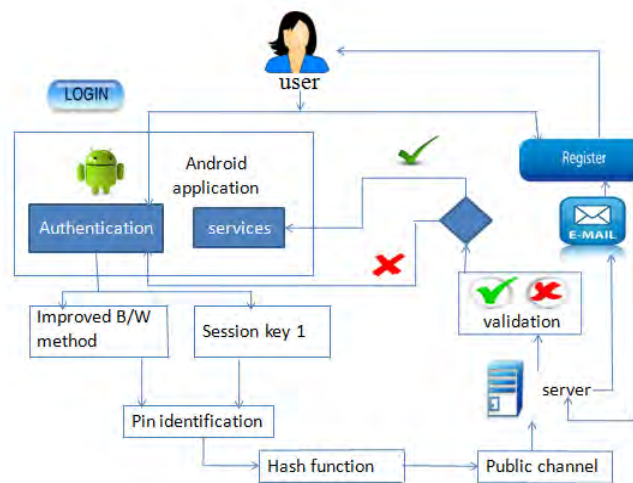 user
LOGIN
Android
application
Register
Authentication
services
E-MAIL
Improved B/W
method
Session key 1
validation
server
Pin identification
Hash function
Public channel